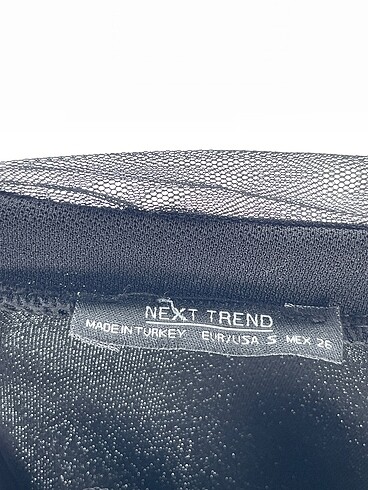 NEXT TREND
MADE IN TURKEY EUR/USA S MEX 26